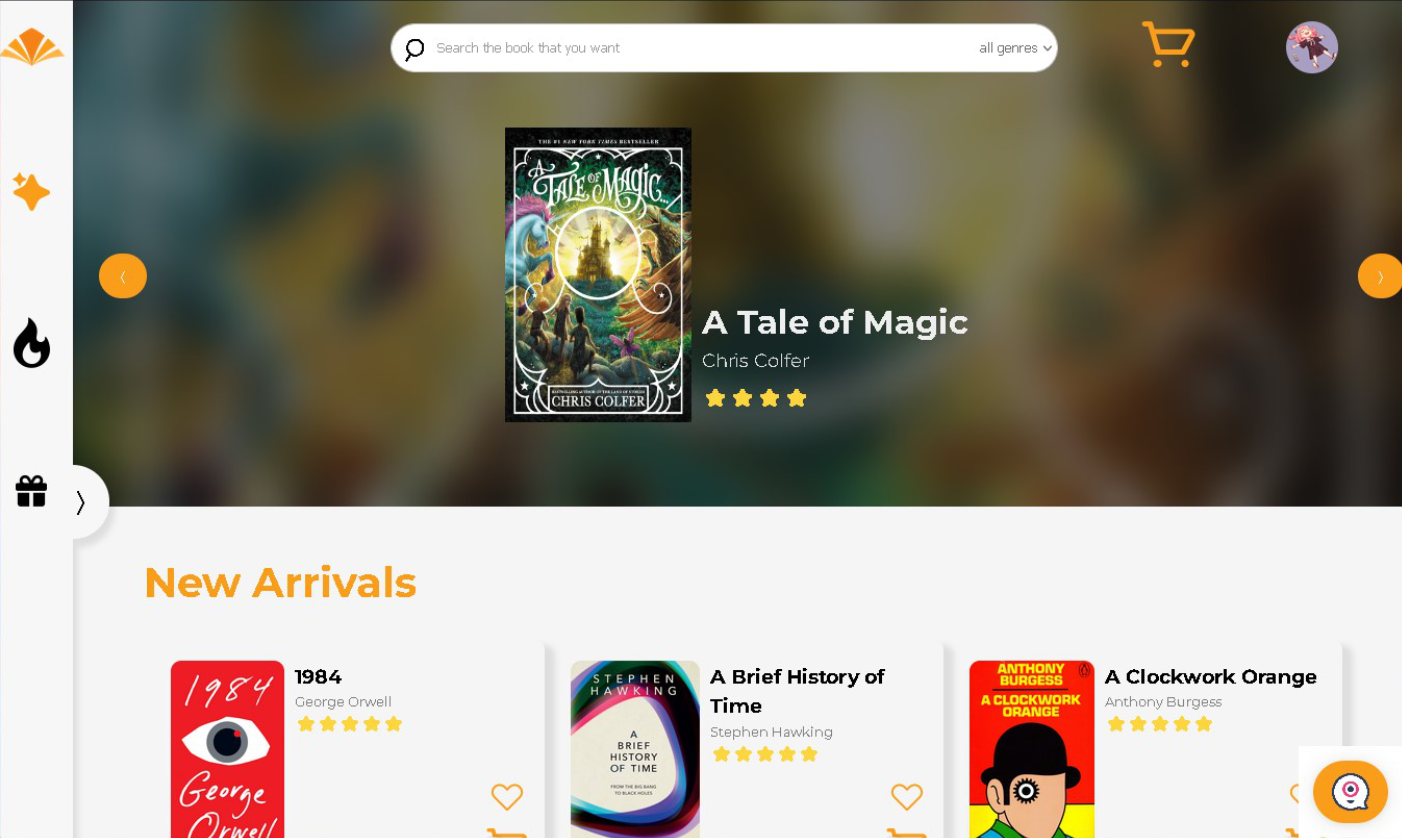 Search the book that you want
all genres
THE #1 NEW YORK TIMES BESTSELLER
A
TALE OF MAGIC...
CHRIS COLFER
A Tale of Magic
Chris Colfer
New Arrivals
1984
George
Orwell
1984
George Orwell
STEPHEN
HAWKING
A
BRIEF
HISTORY
OF TIME
FROM THE BIG BANG
TO BLACK HOLES
A Brief History of
Time
Stephen Hawking
ANTHONY
BURGESS
A CLOCKWORK
ORANGE
A Clockwork Orange
Anthony Burgess